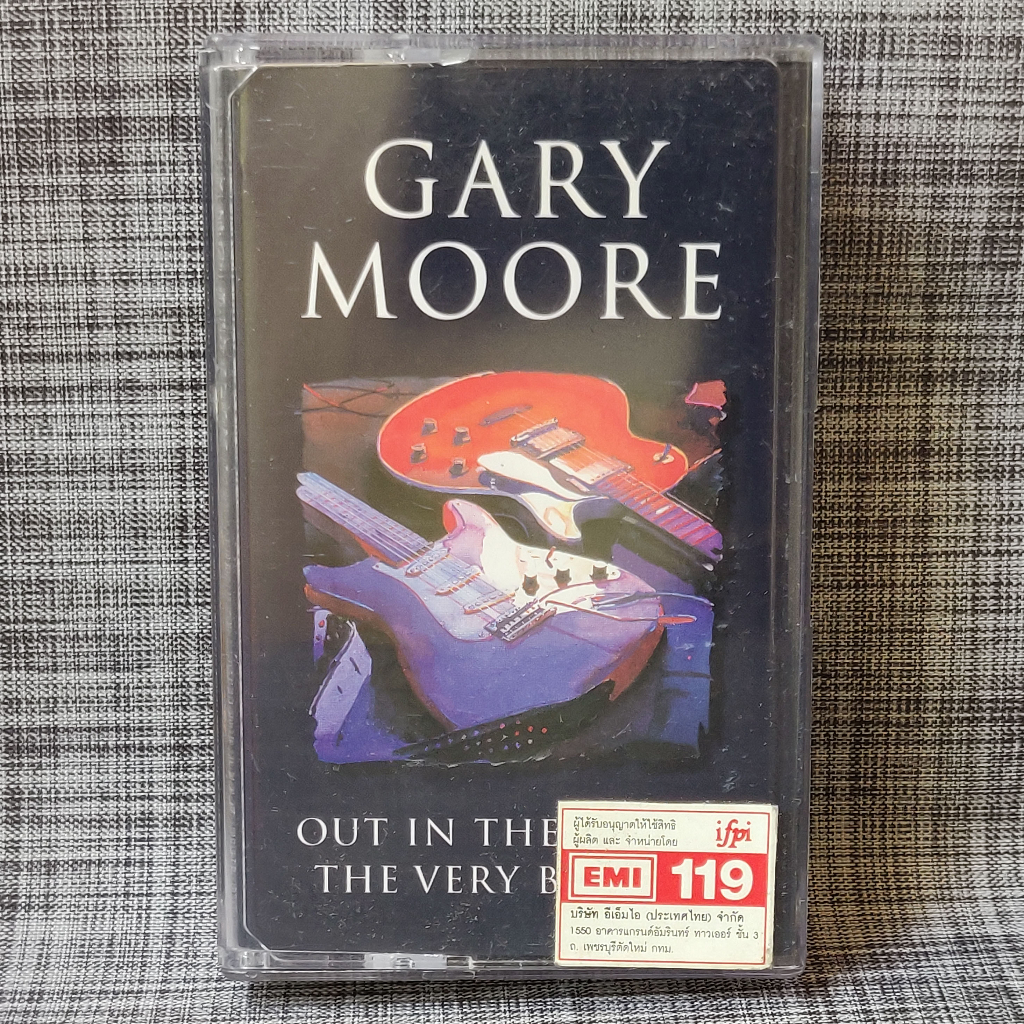 GARY
MOORE
OUT IN THE
THE VERY B
ผู้ได้รับอนุญาตให้ใช้สิทธิ
ผู้ผลิต และ จำหน่ายโดย
ifpi
EMI 119
บริษัท อีเอ็มไอ (ประเทศไทย) จำกัด
1550 อาคารแกรนด์อัมรินทร์ ทาวเออร์ ชั้น 3
ถ. เพชรบุรีตัดใหม่ กทม.